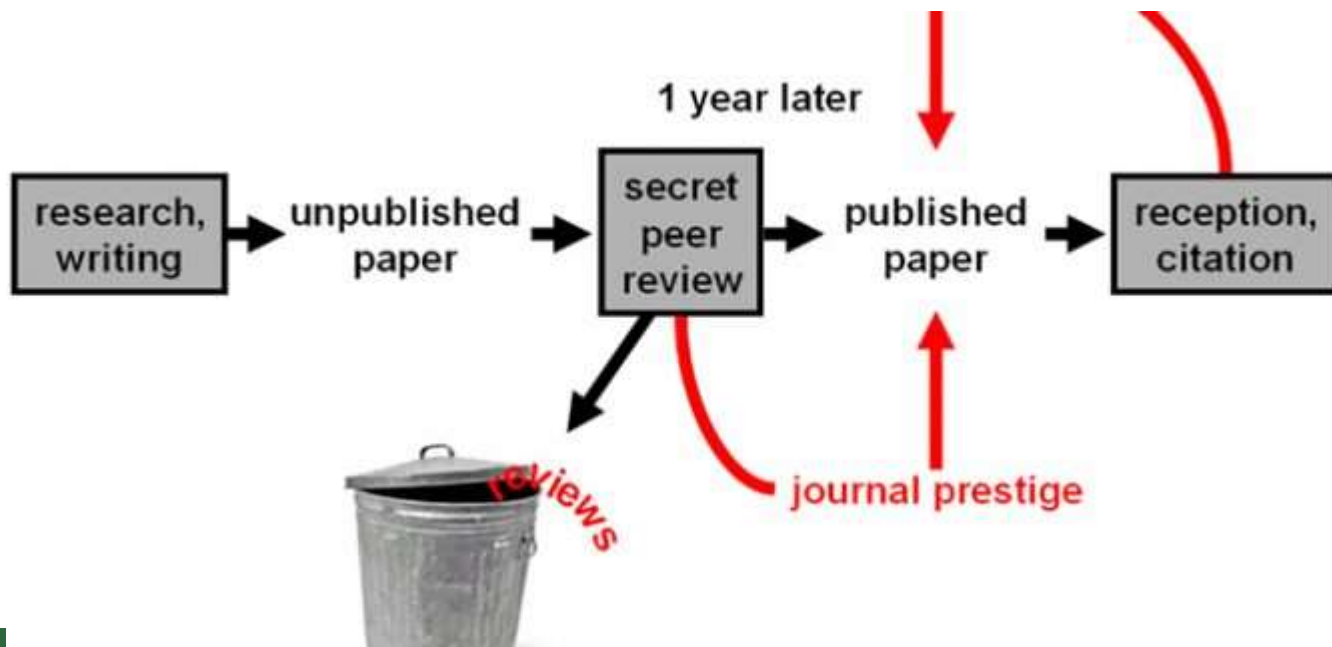 1 year later
research,
writing
unpublished
paper
secret
peer
review
published
paper
reception,
citation
reviews
journal prestige